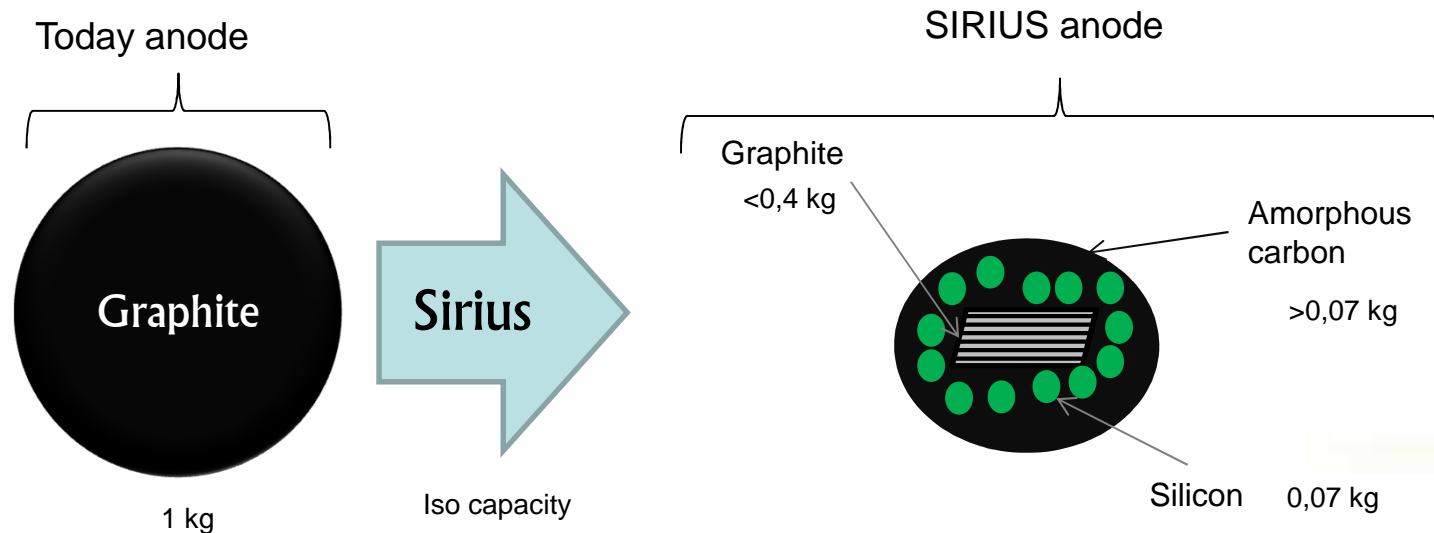 Today anode
SIRIUS anode
Graphite
<0,4 kg
Amorphous
carbon
>0,07 kg
Graphite
Sirius
Silicon 0,07 kg
1 kg
Iso capacity